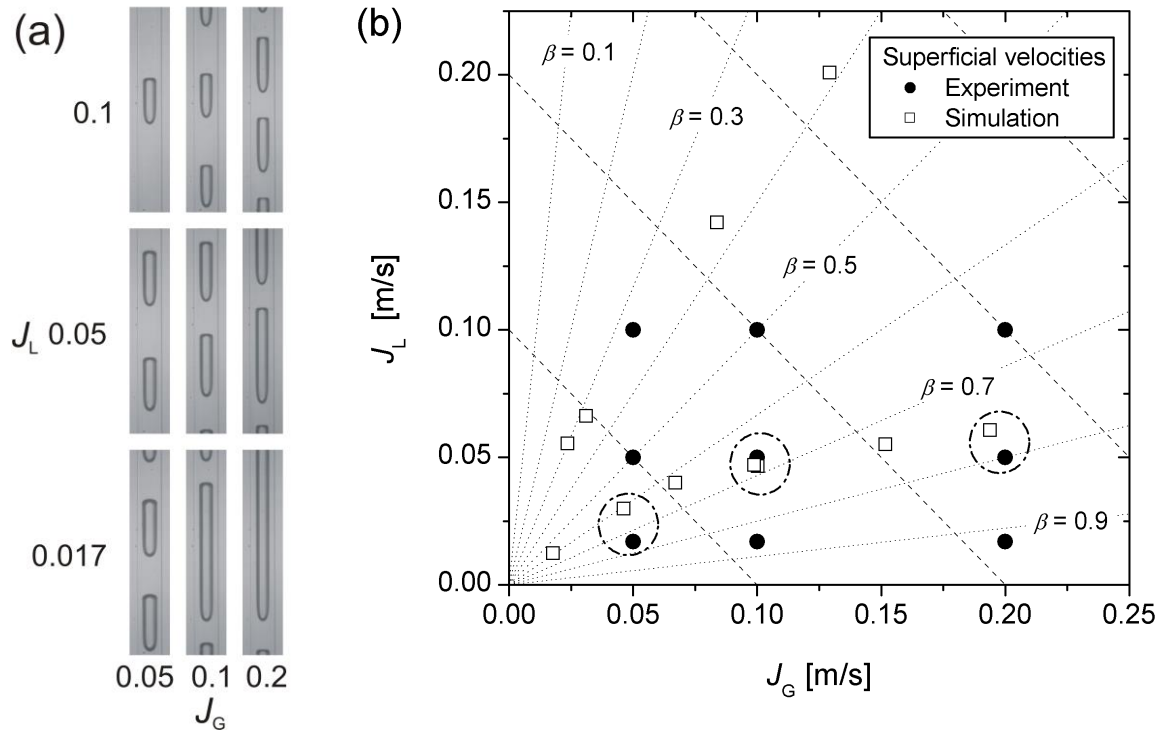 (a)
0.1
J_L 0.05
0.017
0.05 0.1 0.2
J_G
(b)
β = 0.1
β = 0.3
β = 0.5
β = 0.7
β = 0.9
Superficial velocities
Experiment
Simulation
0.20
0.15
0.10
0.05
0.00
J_L [m/s]
0.00 0.05 0.10 0.15 0.20 0.25
J_G [m/s]